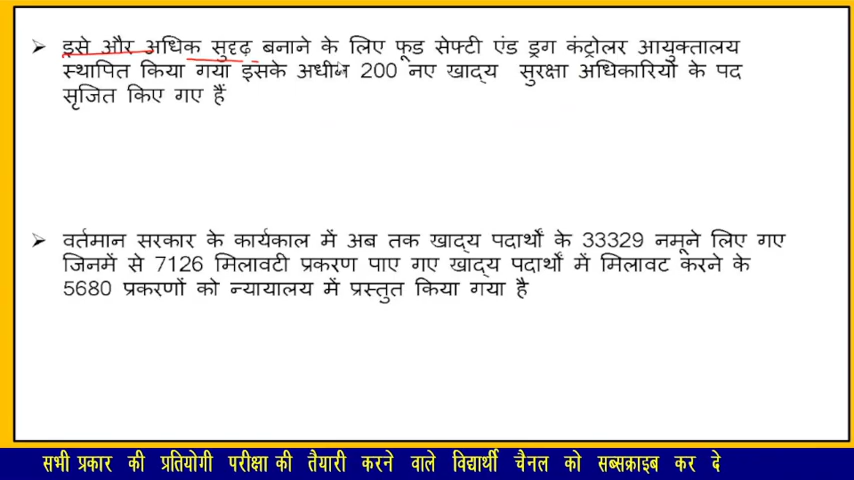 ➢ इसे और अधिक सुदृढ़ बनाने के लिए फूड सेफ्टी एंड ड्रग कंट्रोलर आयुक्तालय
स्थापित किया गया इसके अधीन 200 नए खाद्य सुरक्षा अधिकारियों के पद
सृजित किए गए हैं
➢ वर्तमान सरकार के कार्यकाल में अब तक खाद्य पदार्थों के 33329 नमूने लिए गए
जिनमें से 7126 मिलावटी प्रकरण पाए गए खाद्य पदार्थों में मिलावट करने के
5680 प्रकरणों को न्यायालय में प्रस्तुत किया गया है
सभी प्रकार की प्रतियोगी परीक्षा की तैयारी करने वाले विद्यार्थी चैनल को सब्सक्राइब कर दे